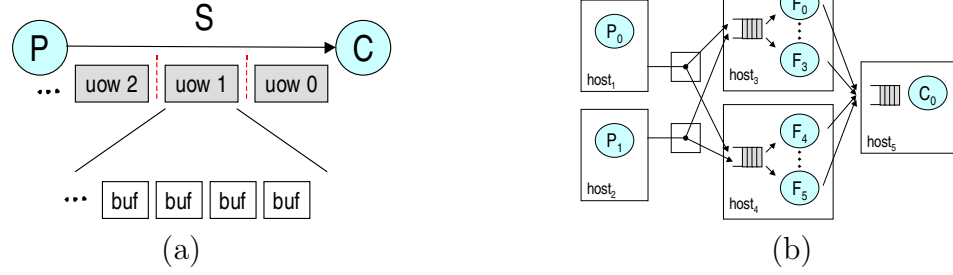 S
P
C
... uow 2 uow 1 uow 0
... buf buf buf buf
(a)
P0
host1
P1
host2
F0
F3
host3
F4
F5
host4
C0
host5
(b)